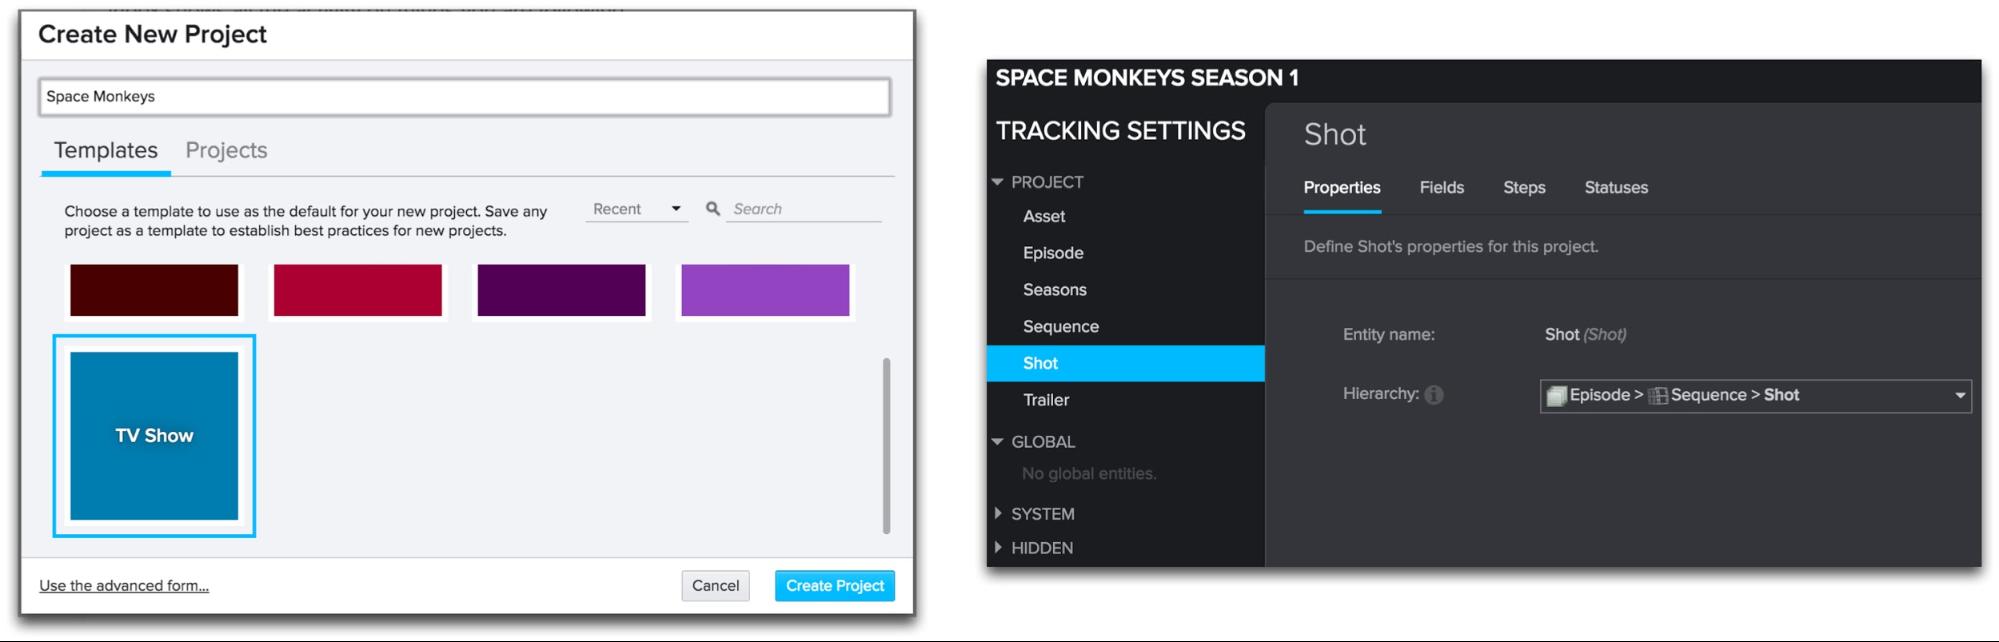 Create New Project
Space Monkeys
Templates Projects
Choose a template to use as the default for your new project. Save any
project as a template to establish best practices for new projects.
Recent
Search
TV Show
Use the advanced form...
Cancel
Create Project
SPACE MONKEYS SEASON 1
TRACKING SETTINGS
PROJECT
Asset
Episode
Seasons
Sequence
Shot
Trailer
GLOBAL
No global entities.
SYSTEM
HIDDEN
Shot
Properties Fields Steps Statuses
Define Shot's properties for this project.
Entity name: Shot (Shot)
Hierarchy: Episode > Sequence > Shot